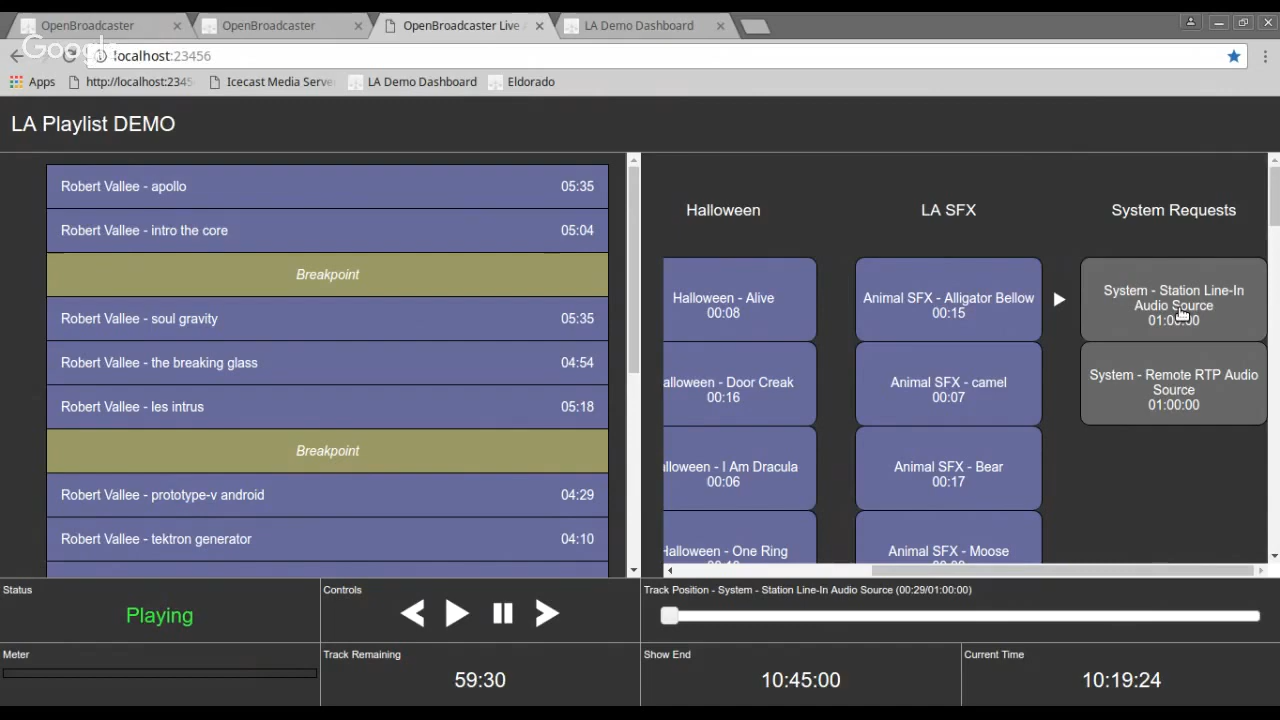 OpenBroadcaster
OpenBroadcaster
OpenBroadcaster Live
LA Demo Dashboard
Google
localhost:23456
Apps
http://localhost:2345
Icecast Media Serve
LA Demo Dashboard
Eldorado
LA Playlist DEMO
Robert Vallee - apollo 05:35
Robert Vallee - intro the core 05:04
Breakpoint
Robert Vallee - soul gravity 05:35
Robert Vallee - the breaking glass 04:54
Robert Vallee - les intrus 05:18
Breakpoint
Robert Vallee - prototype-v android 04:29
Robert Vallee - tektron generator 04:10
Halloween
Halloween - Alive
00:08
alloween - Door Creak
00:16
lloween - I Am Dracula
00:06
Halloween - One Ring
LA SFX
Animal SFX - Alligator Bellow
00:15
Animal SFX - camel
00:07
Animal SFX - Bear
00:17
Animal SFX - Moose
System Requests
System - Station Line-In
Audio Source
01:00:00
System - Remote RTP Audio
Source
01:00:00
Status
Playing
Controls
Track Position - System - Station Line-In Audio Source (00:29/01:00:00)
Meter
Track Remaining
59:30
Show End
10:45:00
Current Time
10:19:24